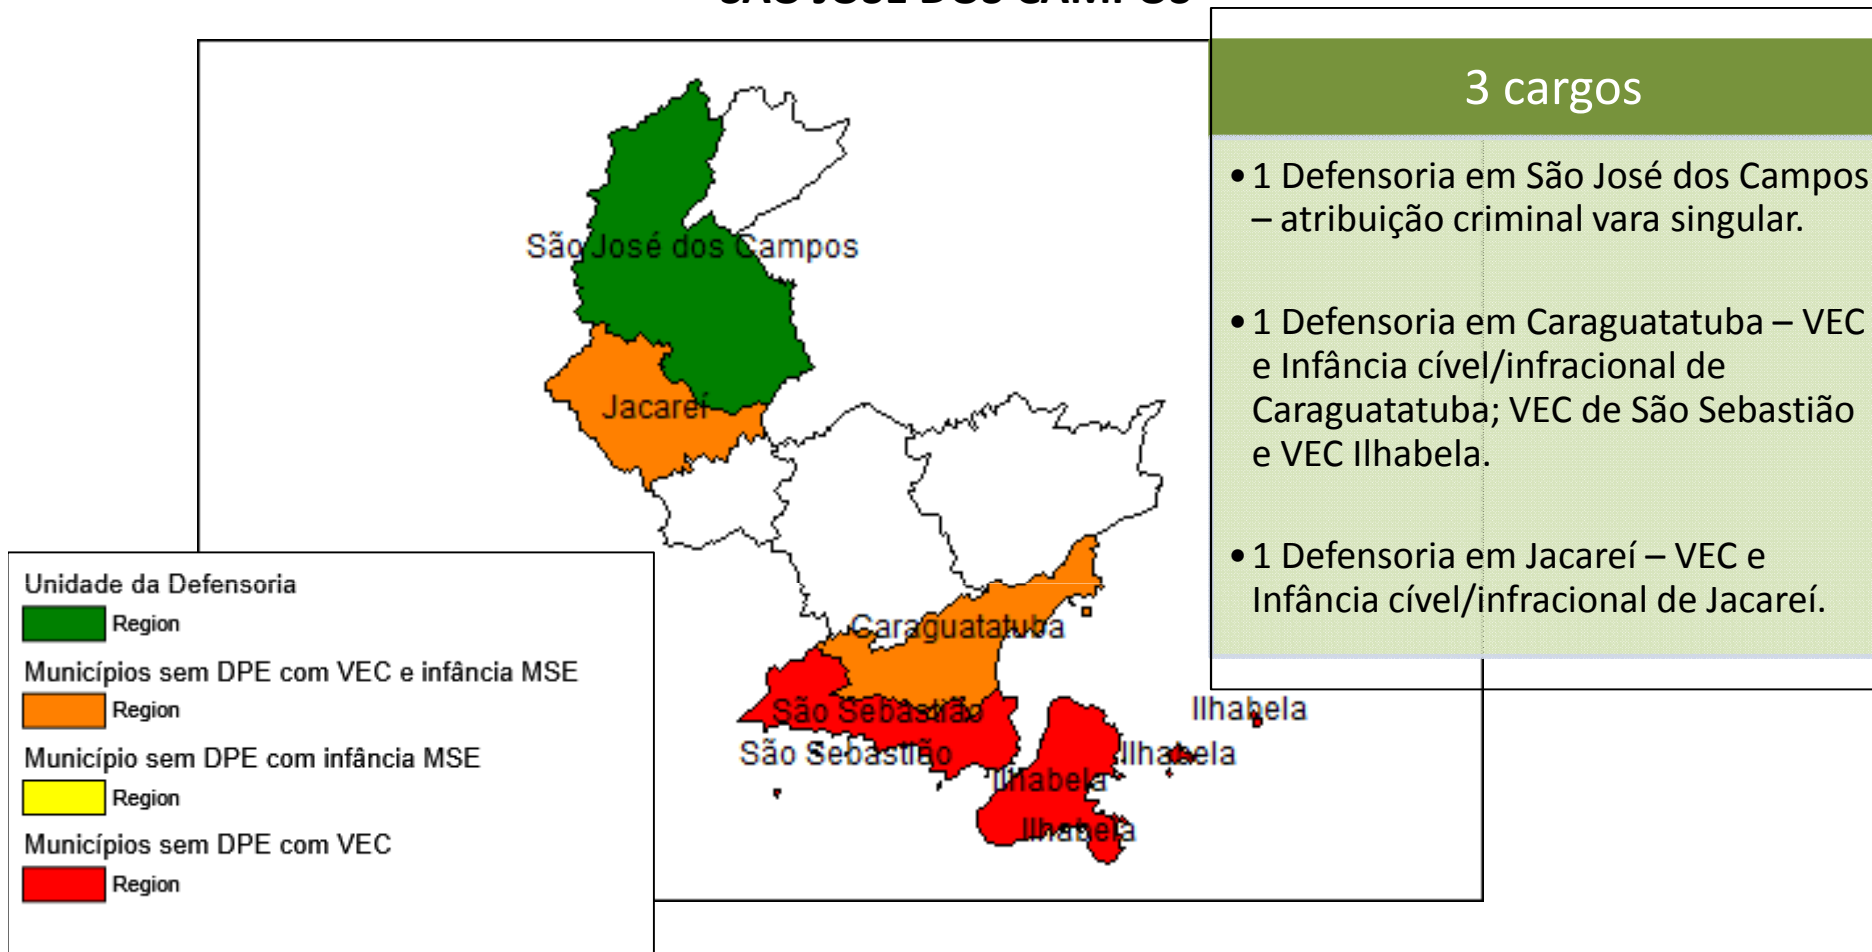 SÃO JOSÉ DOS CAMPOS
3 cargos
• 1 Defensoria em São José dos Campos
– atribuição criminal vara singular.
• 1 Defensoria em Caraguatatuba – VEC
e Infância cível/infracional de
Caraguatatuba; VEC de São Sebastião
e VEC Ilhabela.
• 1 Defensoria em Jacareí – VEC e
Infância cível/infracional de Jacareí.
São José dos Campos
Jacareí
Caraguatatuba
São Sebastião
Ilhabela
São Sebastião
Ilhabela
Ilhabela
Ilhabela
Unidade da Defensoria
Region
Municípios sem DPE com VEC e infância MSE
Region
Município sem DPE com infância MSE
Region
Municípios sem DPE com VEC
Region